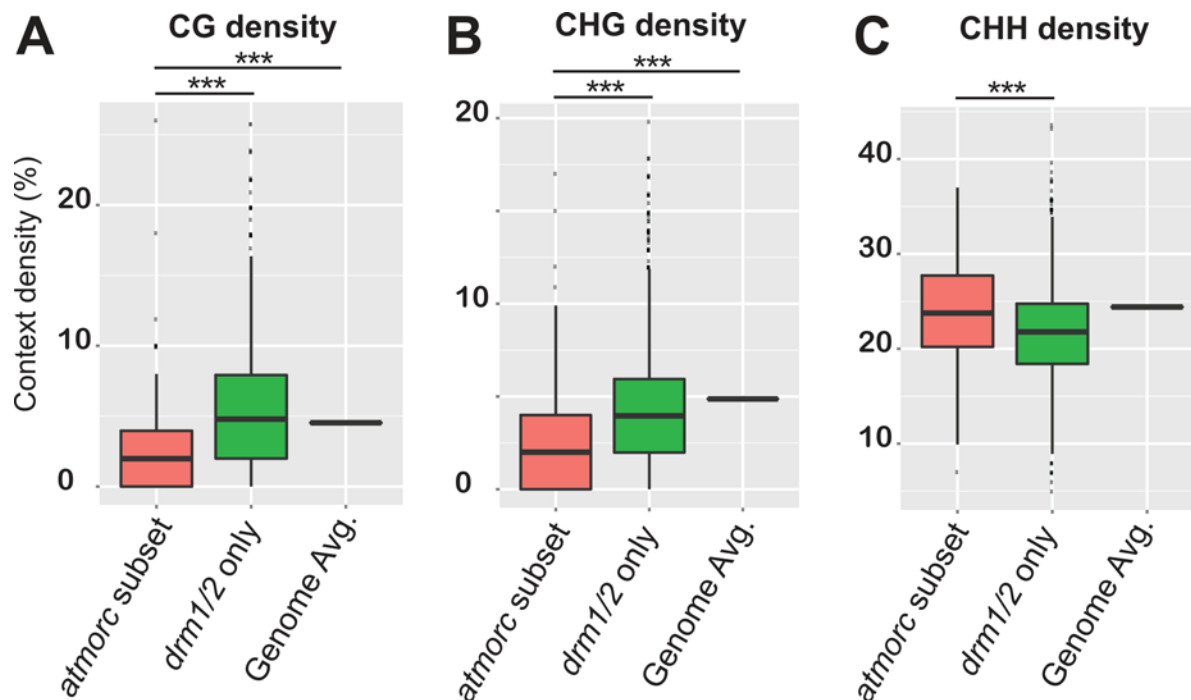 A
CG density
***
***
Context density (%)
20
10
0
atmorc subset
drm1/2 only
Genome Avg.
B
CHG density
***
***
20
10
0
atmorc subset
drm1/2 only
Genome Avg.
C
CHH density
***
40
30
20
10
atmorc subset
drm1/2 only
Genome Avg.